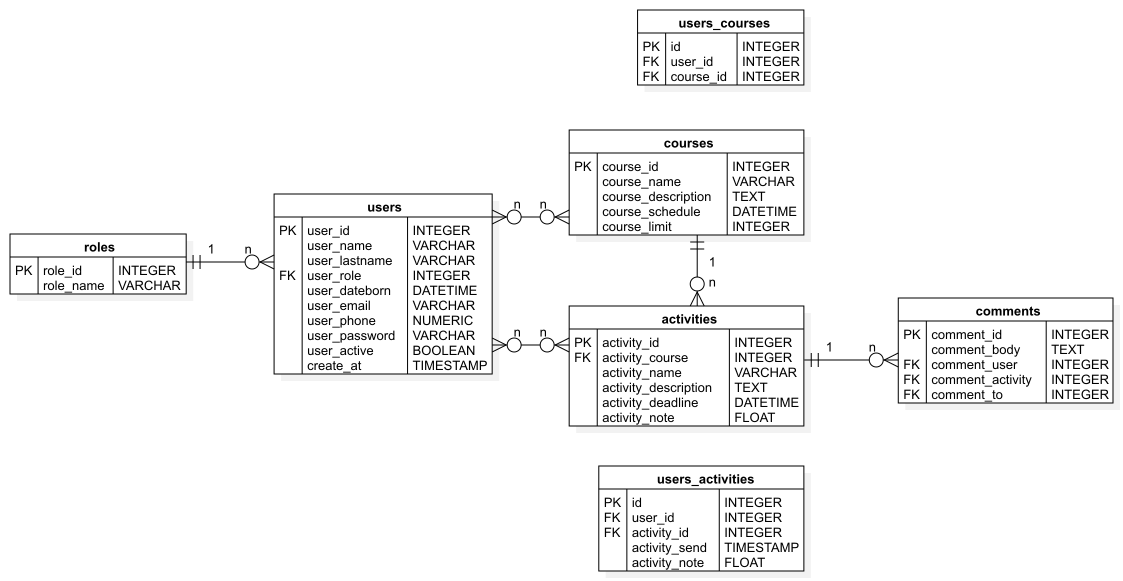 users_courses
PK id INTEGER
FK user_id INTEGER
FK course_id INTEGER
courses
PK course_id INTEGER
course_name VARCHAR
course_description TEXT
course_schedule DATETIME
course_limit INTEGER
users
PK user_id INTEGER
user_name VARCHAR
user_lastname VARCHAR
FK user_role INTEGER
user_dateborn DATETIME
user_email VARCHAR
user_phone NUMERIC
user_password VARCHAR
user_active BOOLEAN
create_at TIMESTAMP
n n
roles
PK role_id INTEGER
role_name VARCHAR
1 n
1
n
activities
PK activity_id INTEGER
FK activity_course INTEGER
activity_name VARCHAR
activity_description TEXT
activity_deadline DATETIME
activity_note FLOAT
n n
1 n
comments
PK comment_id INTEGER
comment_body TEXT
FK comment_user INTEGER
FK comment_activity INTEGER
FK comment_to INTEGER
users_activities
PK id INTEGER
FK user_id INTEGER
FK activity_id INTEGER
activity_send TIMESTAMP
activity_note FLOAT